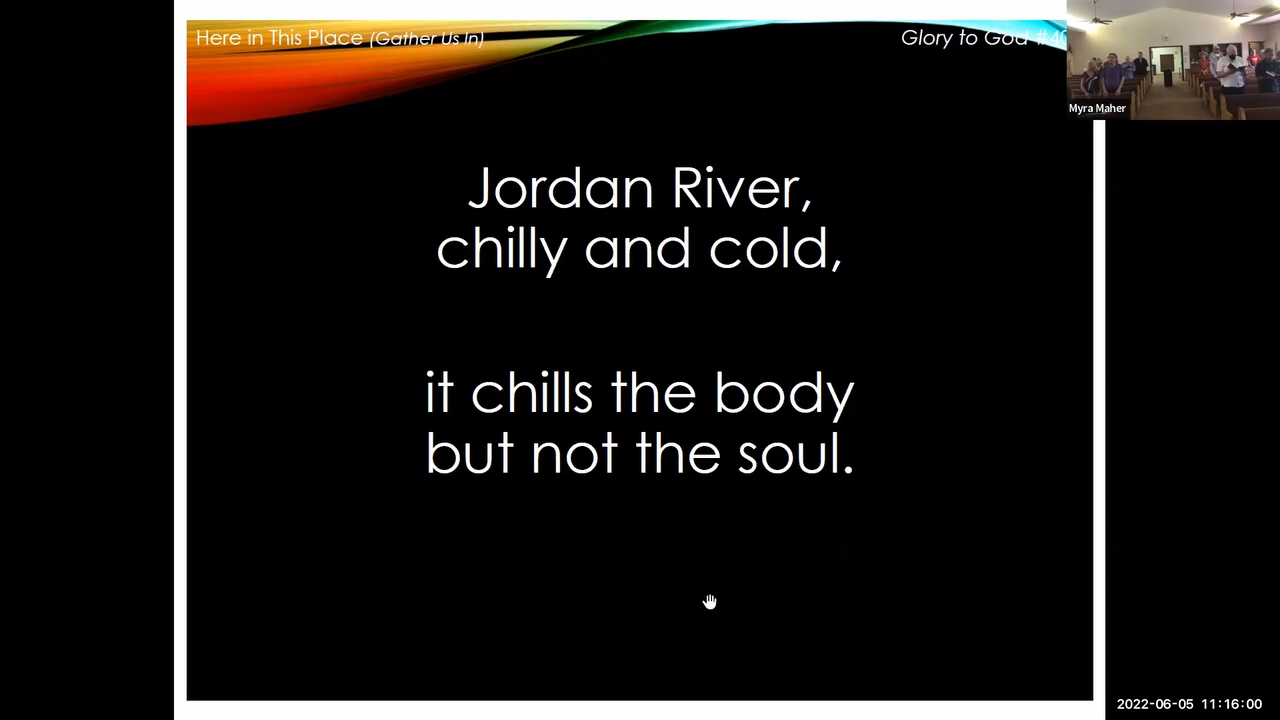 Here in This Place (Gather Us In)
Glory to God
Myra Maher
Jordan River,
chilly and cold,
it chills the body
but not the soul.
2022-06-05 11:16:00